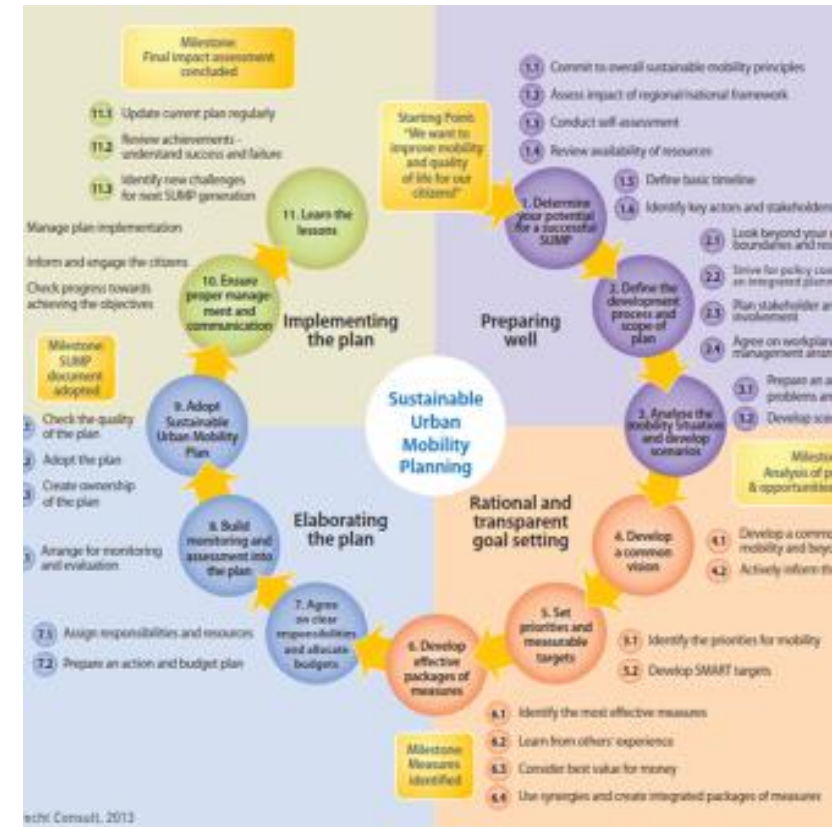 Milestone:
Final impact assessment
concluded
11.1 Update current plan regularly
11.2 Review achievements -
understand success and failure
11.3 Identify new challenges
for next SUMP generation
Manage plan implementation
Inform and engage the citizens
Check progress towards
achieving the objectives
Milestone:
SUMP
document
adopted
Starting Point:
"We want to
improve mobility
and quality
of life for our
citizens!"
1.1 Commit to overall sustainable mobility principles
1.2 Assess impact of regional/national framework
1.3 Conduct self-assessment
1.4 Review availability of resources
1.5 Define basic timeline
1.6 Identify key actors and stakeholders
1. Determine
your potential
for a successful
SUMP
2.1 Look beyond your
boundaries and
2.2 Strive for policy
an integrated
2.3 Plan stakeholder
involvement
2.4 Agree on workplan
management
2. Define the
development
process and
scope of
plan
3.1 Prepare an
problems
3.2 Develop
3. Analyse the
mobility situation
and develop
scenarios
Milestone
Analysis of
& opportunities
11. Learn the
lessons
10. Ensure
proper manage-
ment and
communication
Implementing
the plan
Preparing
well
9. Adopt
Sustainable
Urban Mobility
Plan
Sustainable
Urban
Mobility
Planning
Check the quality
of the plan
Adopt the plan
Create ownership
of the plan
Arrange for monitoring
and evaluation
8. Build
monitoring and
assessment into
the plan
Elaborating
the plan
Rational and
transparent
goal setting
4. Develop
a common
vision
4.1 Develop a
mobility and
4.2 Actively inform
7. Agree
on clear
responsibilities
and allocate
budgets
7.1 Assign responsibilities and resources
7.2 Prepare an action and budget plan
6. Develop
effective
packages of
measures
5. Set
priorities and
measurable
targets
5.1 Identify the priorities for mobility
5.2 Develop SMART targets
Milestone:
Measures
identified
6.1 Identify the most effective measures
6.2 Learn from others' experience
6.3 Consider best value for money
6.4 Use synergies and create integrated packages of measures
Consult, 2013